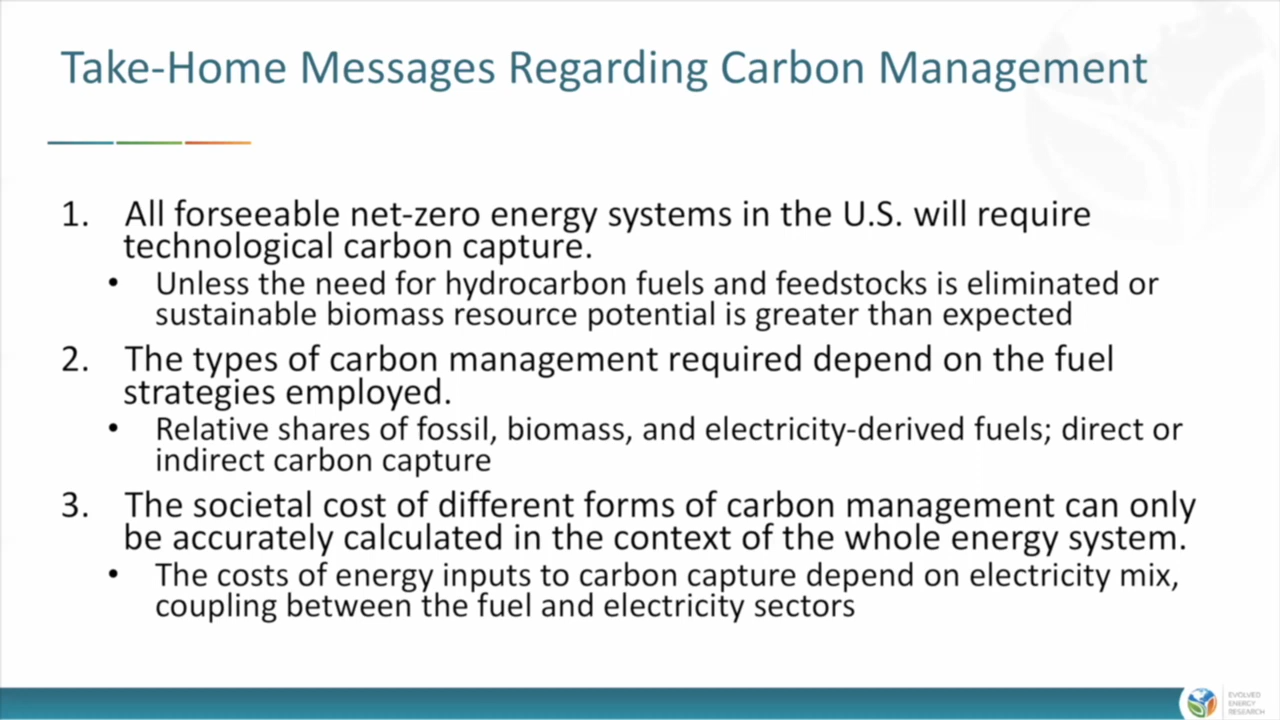 Take-Home Messages Regarding Carbon Management
1. All forseeable net-zero energy systems in the U.S. will require
technological carbon capture.
• Unless the need for hydrocarbon fuels and feedstocks is eliminated or
sustainable biomass resource potential is greater than expected
2. The types of carbon management required depend on the fuel
strategies employed.
• Relative shares of fossil, biomass, and electricity-derived fuels; direct or
indirect carbon capture
3. The societal cost of different forms of carbon management can only
be accurately calculated in the context of the whole energy system.
• The costs of energy inputs to carbon capture depend on electricity mix,
coupling between the fuel and electricity sectors
EVOLVED
ENERGY
RESEARCH